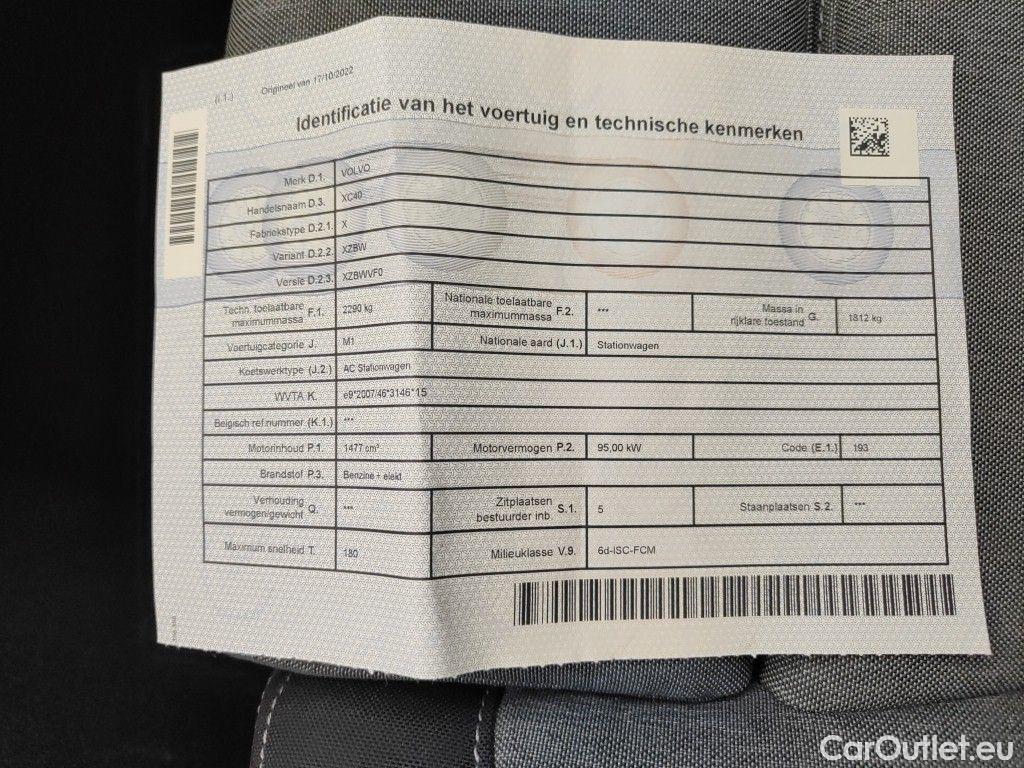 (I.1.) Origineel van 17/10/2022
Identificatie van het voertuig en technische kenmerken
Merk D.1. VOLVO
Handelsnaam D.3. XC40
Fabriekstype D.2.1. X
Variant D.2.2. XZBW
Versie D.2.3. XZBWVF0
Techn. toelaatbare maximummassa F.1. 2290 kg Nationale toelaatbare maximummassa F.2. *** Massa in rijklare toestand G. 1812 kg
Voertuigcategorie J. M1 Nationale aard (J.1.) Stationwagen
Koetswerktype (J.2.) AC Stationwagen
WVTA K. e9*2007/46*3146*15
Belgisch ref.nummer (K.1.) ***
Motorinhoud P.1. 1477 cm³ Motorvermogen P.2. 95,00 kW Code (E.1.) 193
Brandstof P.3. Benzine + elekt
Verhouding vermogen/gewicht Q. *** Zitplaatsen bestuurder inb. S.1. 5 Staanplaatsen S.2. ***
Maximum snelheid T. 180 Milieuklasse V.9. 6d-ISC-FCM
CarOutlet.eu